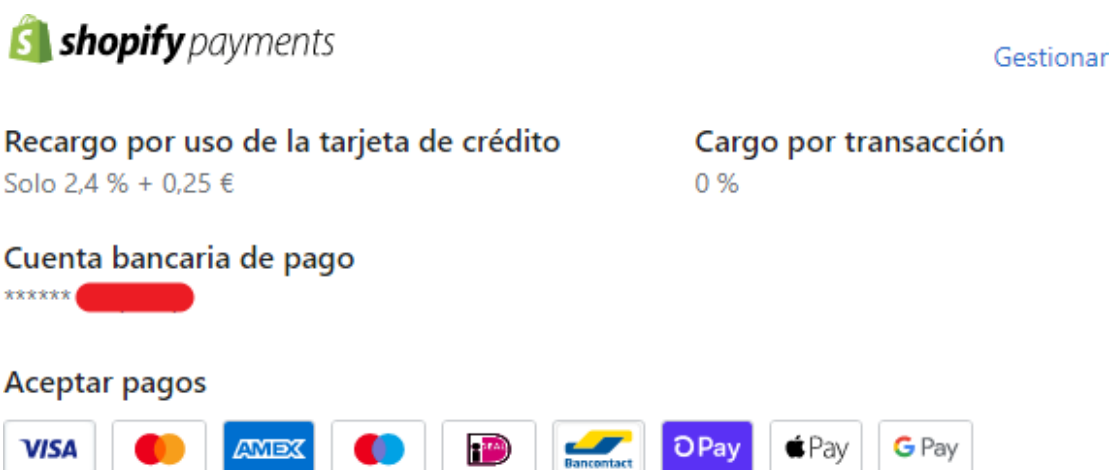 shopify payments
Gestionar
Recargo por uso de la tarjeta de crédito
Solo 2,4 % + 0,25 €
Cargo por transacción
0 %
Cuenta bancaria de pago
******
Aceptar pagos
VISA AMEX iDEAL Bancontact Pay Pay G Pay